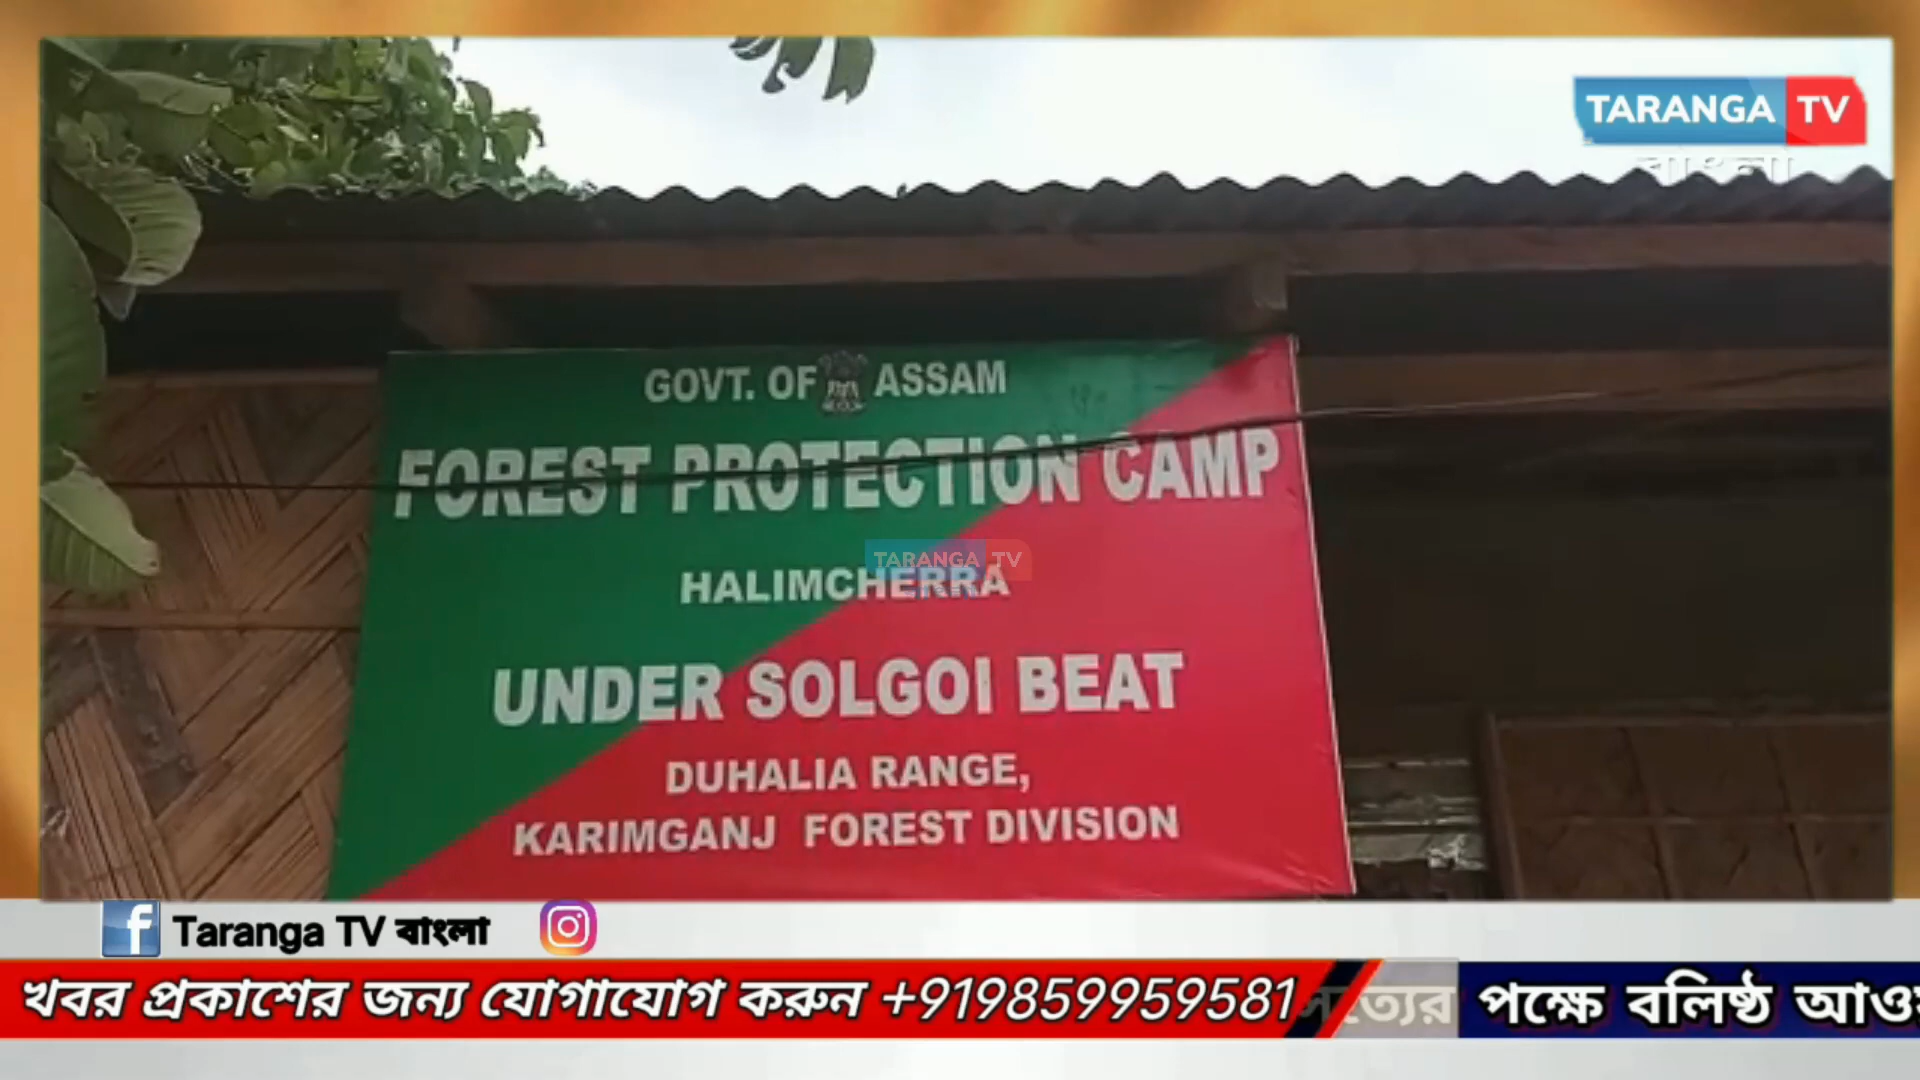 TARANGA TV
বাংলা
GOVT. OF ASSAM
FOREST PROTECTION CAMP
TARANGA TV
HALIMCHERRA
UNDER SOLGOI BEAT
DUHALIA RANGE,
KARIMGANJ FOREST DIVISION
Taranga TV বাংলা
খবর প্রকাশের জন্য যোগাযোগ করুন +919859959581 সত্যের পক্ষে বলিষ্ঠ